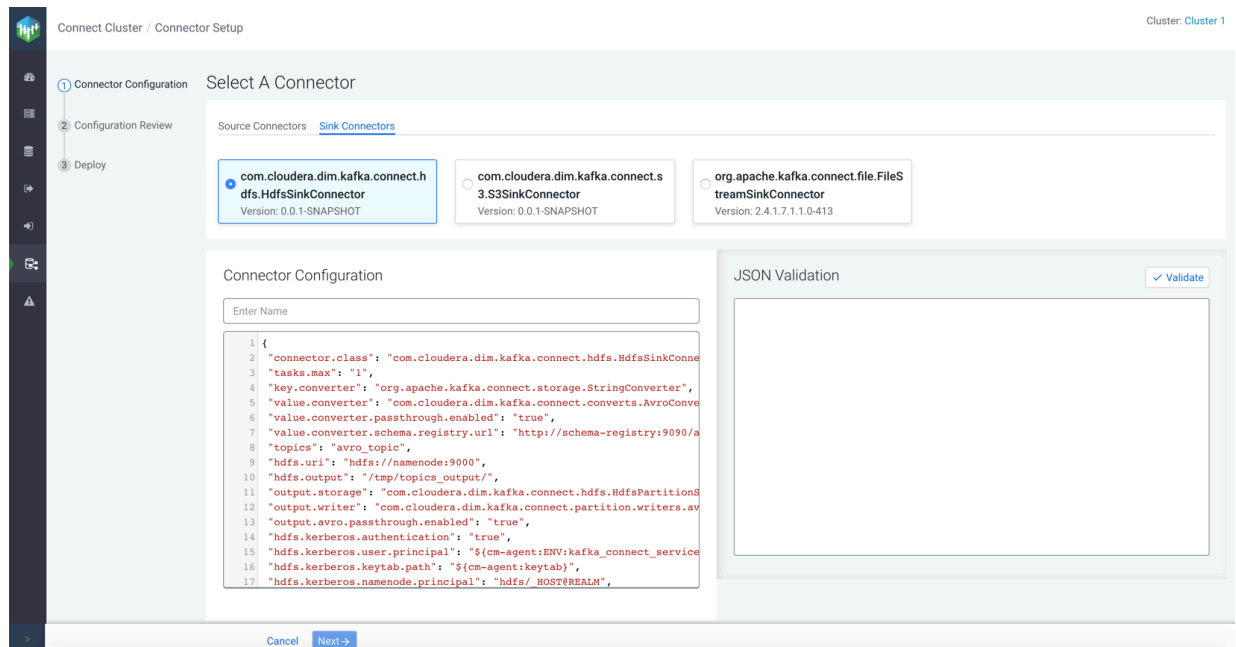 Connect Cluster / Connector Setup
Cluster: Cluster 1
1 Connector Configuration
2 Configuration Review
3 Deploy
Select A Connector
Source Connectors Sink Connectors
com.cloudera.dim.kafka.connect.h
dfs.HdfsSinkConnector
Version: 0.0.1-SNAPSHOT
com.cloudera.dim.kafka.connect.s
3.S3SinkConnector
Version: 0.0.1-SNAPSHOT
org.apache.kafka.connect.file.FileS
treamSinkConnector
Version: 2.4.1.7.1.1.0-413
Connector Configuration
Enter Name
1 {
2 "connector.class": "com.cloudera.dim.kafka.connect.hdfs.HdfsSinkConne
3 "tasks.max": "1",
4 "key.converter": "org.apache.kafka.connect.storage.StringConverter",
5 "value.converter": "com.cloudera.dim.kafka.connect.converts.AvroConve
6 "value.converter.passthrough.enabled": "true",
7 "value.converter.schema.registry.url": "http://schema-registry:9090/a
8 "topics": "avro_topic",
9 "hdfs.uri": "hdfs://namenode:9000",
10 "hdfs.output": "/tmp/topics_output/",
11 "output.storage": "com.cloudera.dim.kafka.connect.hdfs.HdfsPartitionS
12 "output.writer": "com.cloudera.dim.kafka.connect.partition.writers.av
13 "output.avro.passthrough.enabled": "true",
14 "hdfs.kerberos.authentication": "true",
15 "hdfs.kerberos.user.principal": "${cm-agent:ENV:kafka_connect_service
16 "hdfs.kerberos.keytab.path": "${cm-agent:keytab}",
17 "hdfs.kerberos.namenode.principal": "hdfs/_HOST@REALM",
JSON Validation
Validate
Cancel
Next